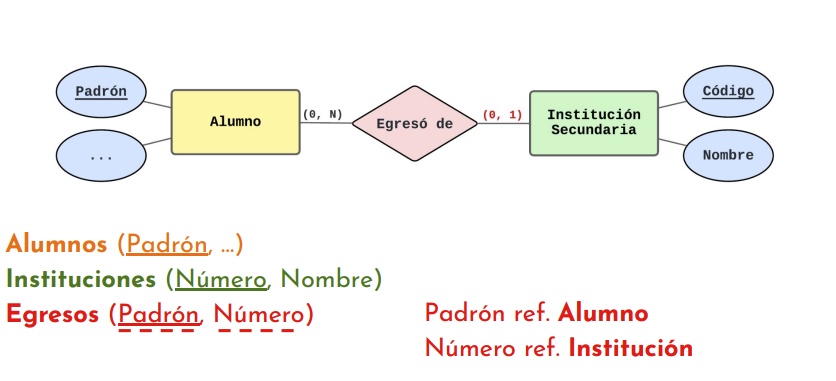 Padrón
...
Alumno
(0, N)
Egresó de
(0, 1)
Institución
Secundaria
Código
Nombre
Alumnos (Padrón, ...)
Instituciones (Número, Nombre)
Egresos (Padrón, Número)
Padrón ref. Alumno
Número ref. Institución